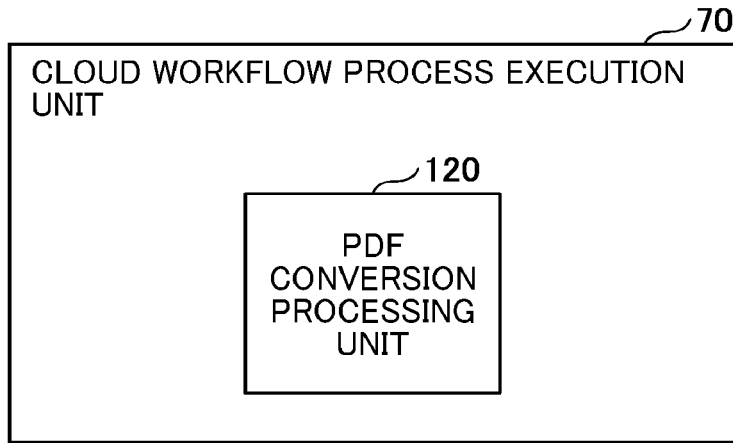 70
CLOUD WORKFLOW PROCESS EXECUTION
UNIT
120
PDF
CONVERSION
PROCESSING
UNIT